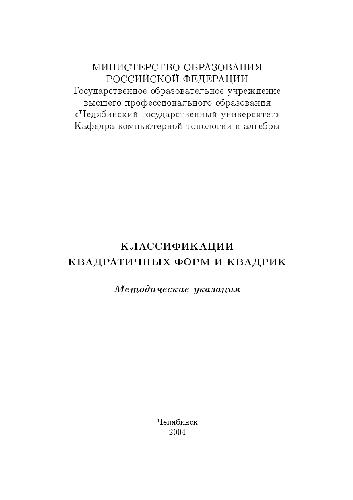 МИНИСТЕРСТВО ОБРАЗОВАНИЯ
РОССИЙСКОЙ ФЕДЕРАЦИИ
Государственное образовательное учреждение
высшего профессионального образования
«Челябинский государственный университет»
Кафедра компьютерной топологии и алгебры
КЛАССИФИКАЦИИ
КВАДРАТИЧНЫХ ФОРМ И КВАДРИК
Методические указания
Челябинск
2004